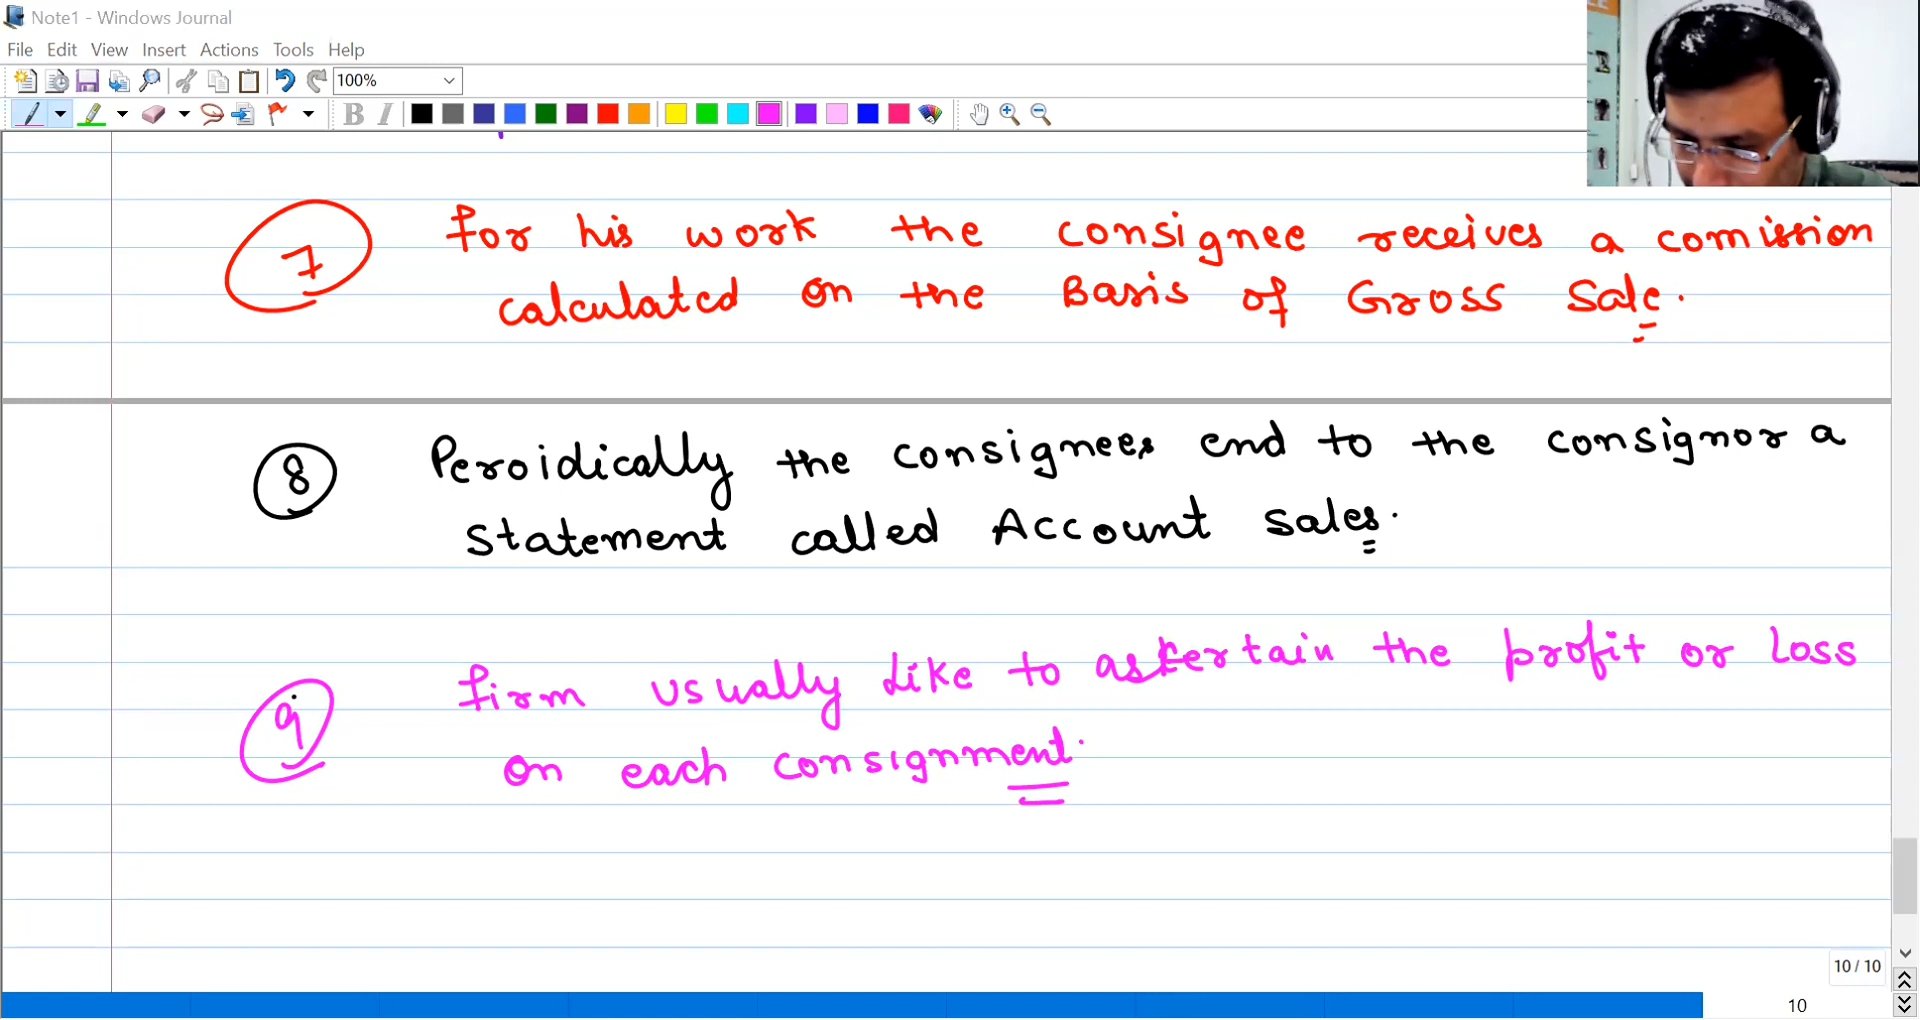 Note1 - Windows Journal
File Edit View Insert Actions Tools Help
100%
B I
7 for his work the consignee receives a comission
calculated on the Basis of Gross Sale.
8 Peroidically the consignees end to the consignor a
statement called Account sales.
9 firm usually like to ascertain the profit or Loss
on each consignment.
10 / 10
10